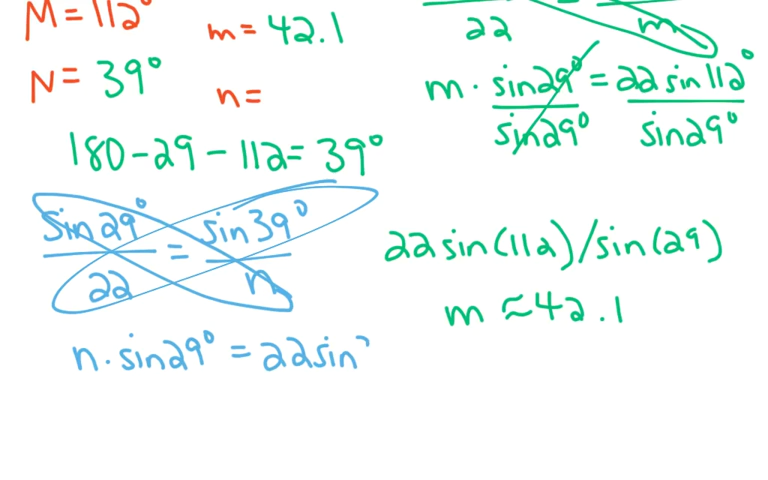 M = 112°
m = 42.1
N = 39°
n =
180 - 29 - 112 = 39°
sin 29° / 22 = sin 39° / n
n · sin29° = 22sin
22
m
m · sin29° = 22 sin 112°
sin29° sin29°
22 sin(112)/sin(29)
m ≈ 42.1